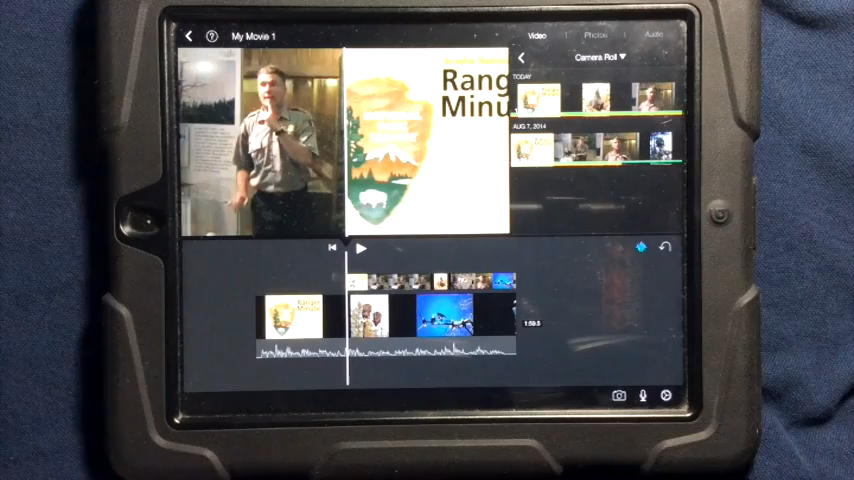 My Movie 1
Video
Photos
Audio
Camera Roll ▼
Rang
Minu
TODAY
AUG 7, 2014
Ranger
Minute
1:59.5